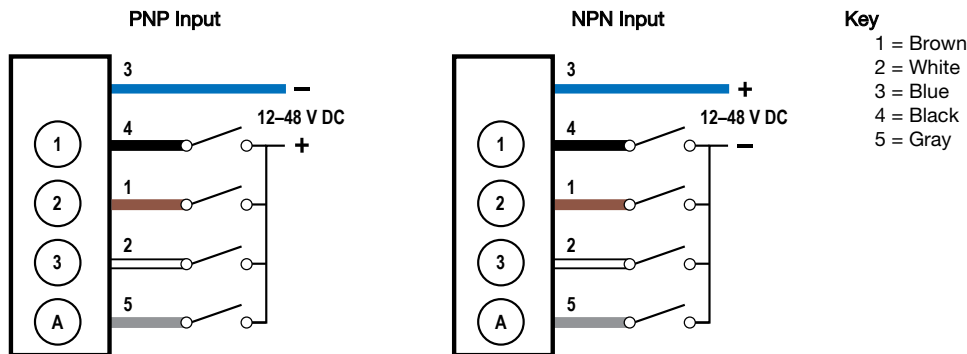 PNP Input
3
–
12–48 V DC
1
4
+
2
1
3
2
A
5
NPN Input
3
+
12–48 V DC
1
4
–
2
1
3
2
A
5
Key
1 = Brown
2 = White
3 = Blue
4 = Black
5 = Gray